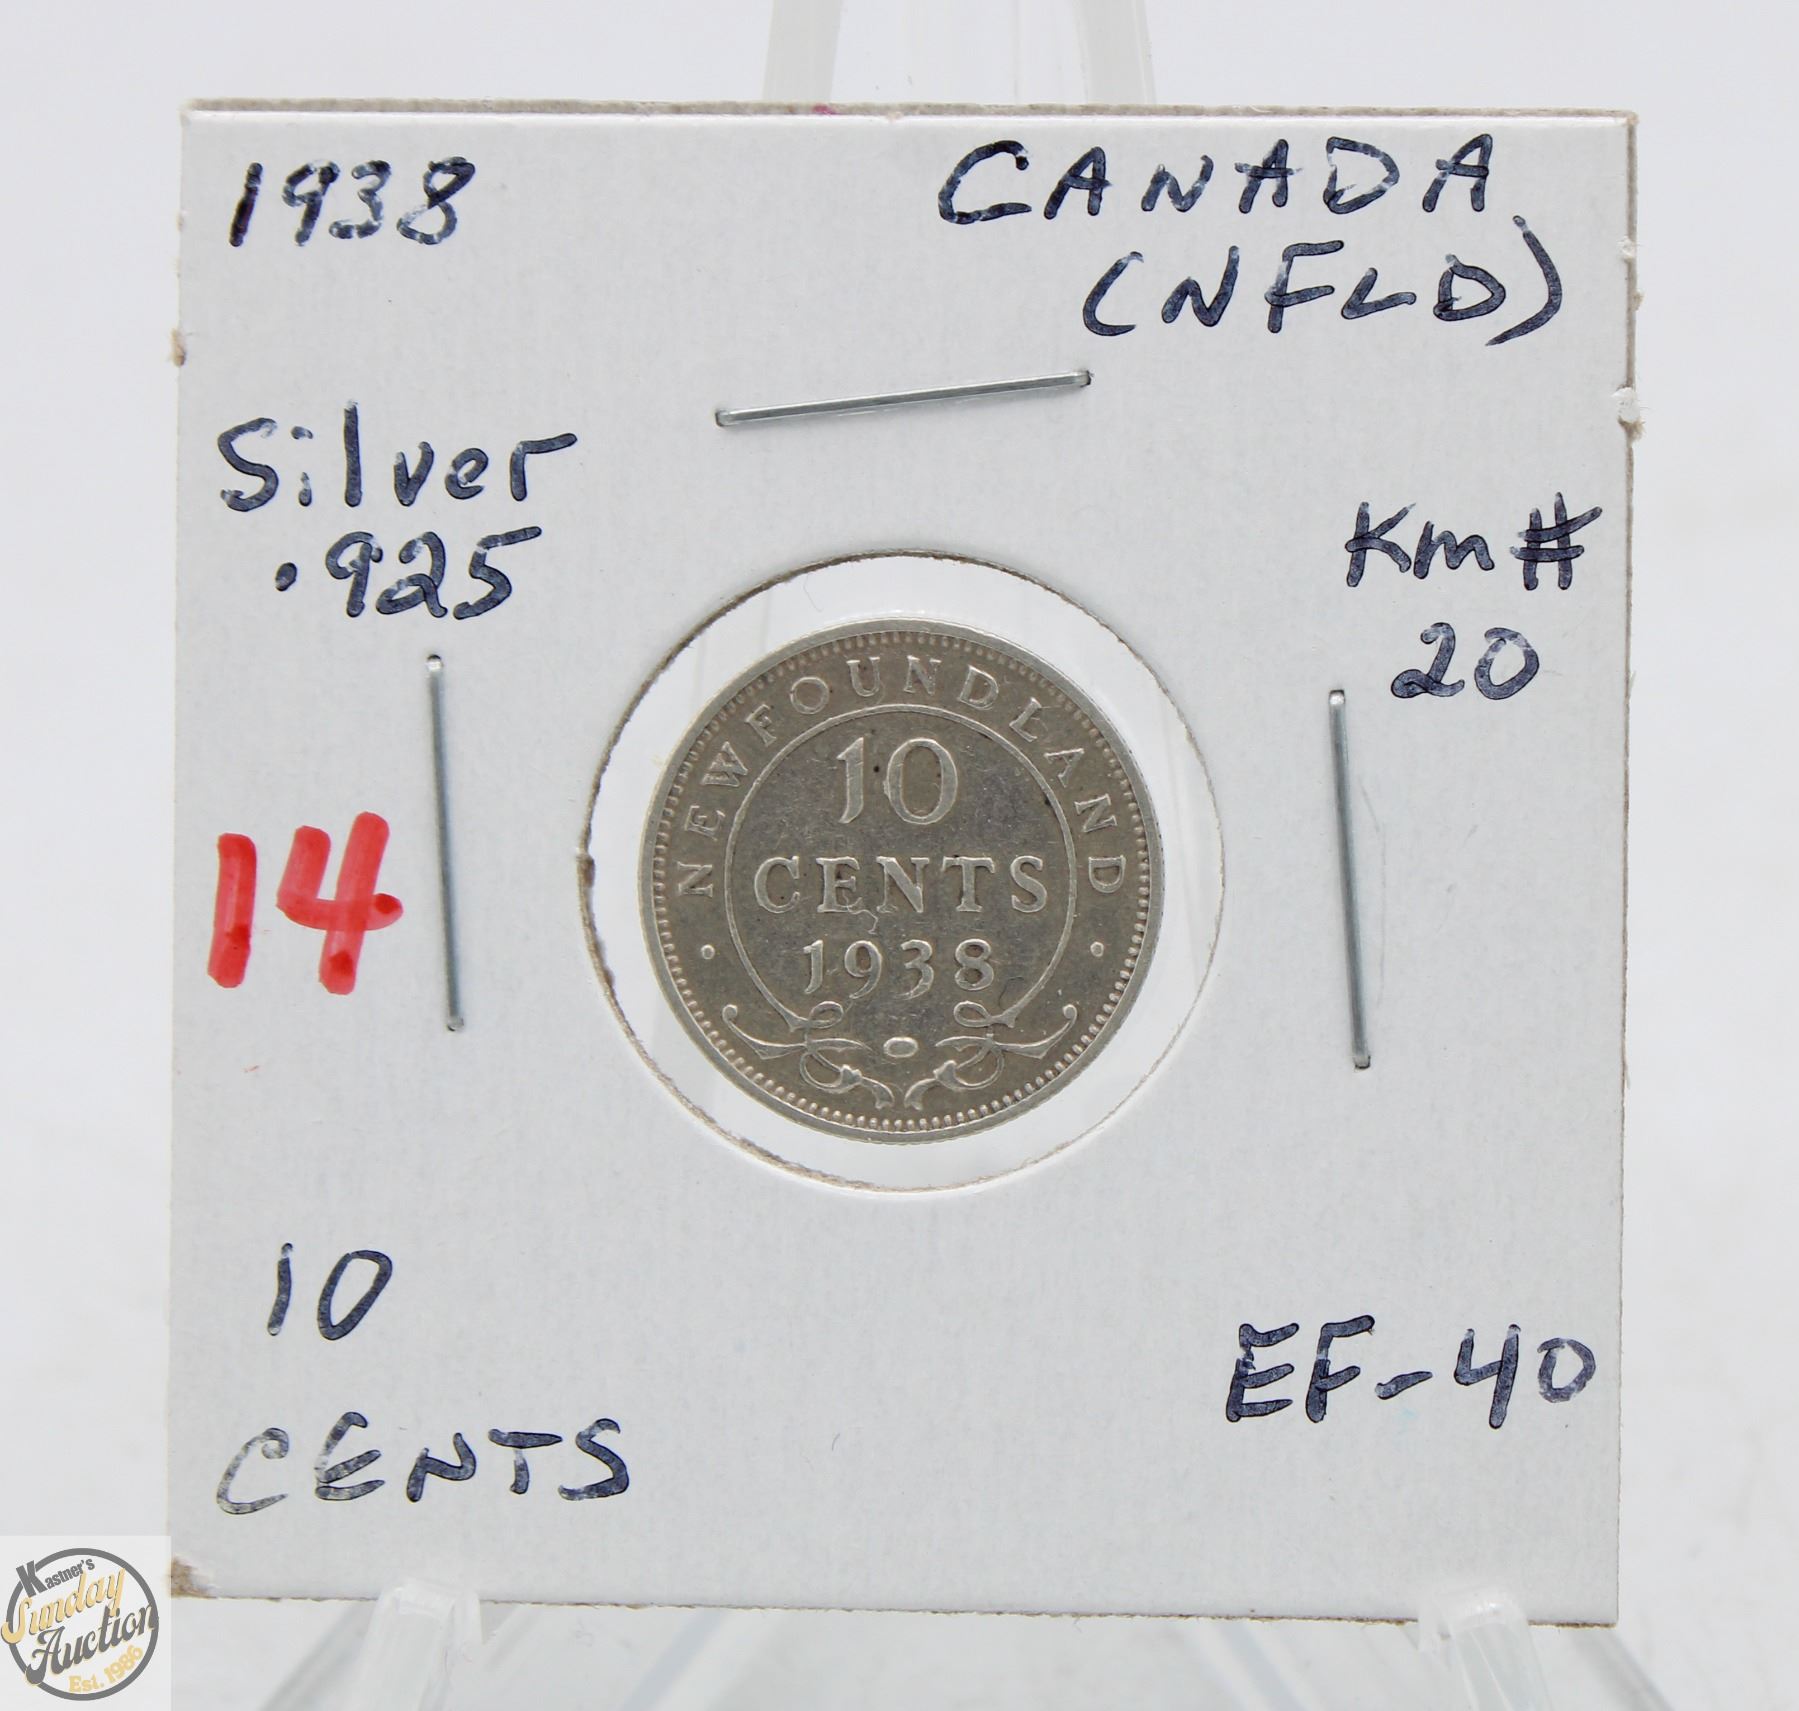 1938
CANADA
(NFLD)
Silver
.925
Km#
20
14
NEWFOUNDLAND
10
CENTS
1938
10
CENTS
EF-40
Kastner's
Sunday
Auction
Est. 1986